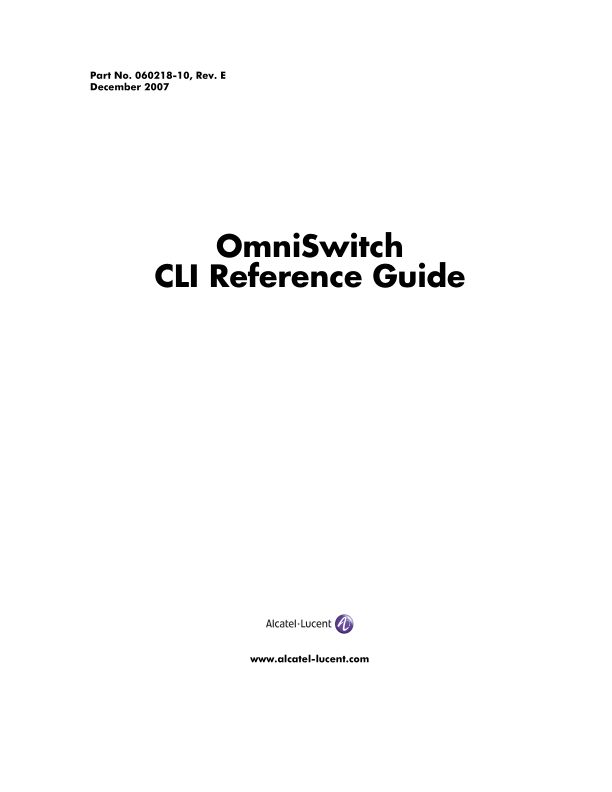 Part No. 060218-10, Rev. E
December 2007
OmniSwitch
CLI Reference Guide
Alcatel·Lucent
www.alcatel-lucent.com